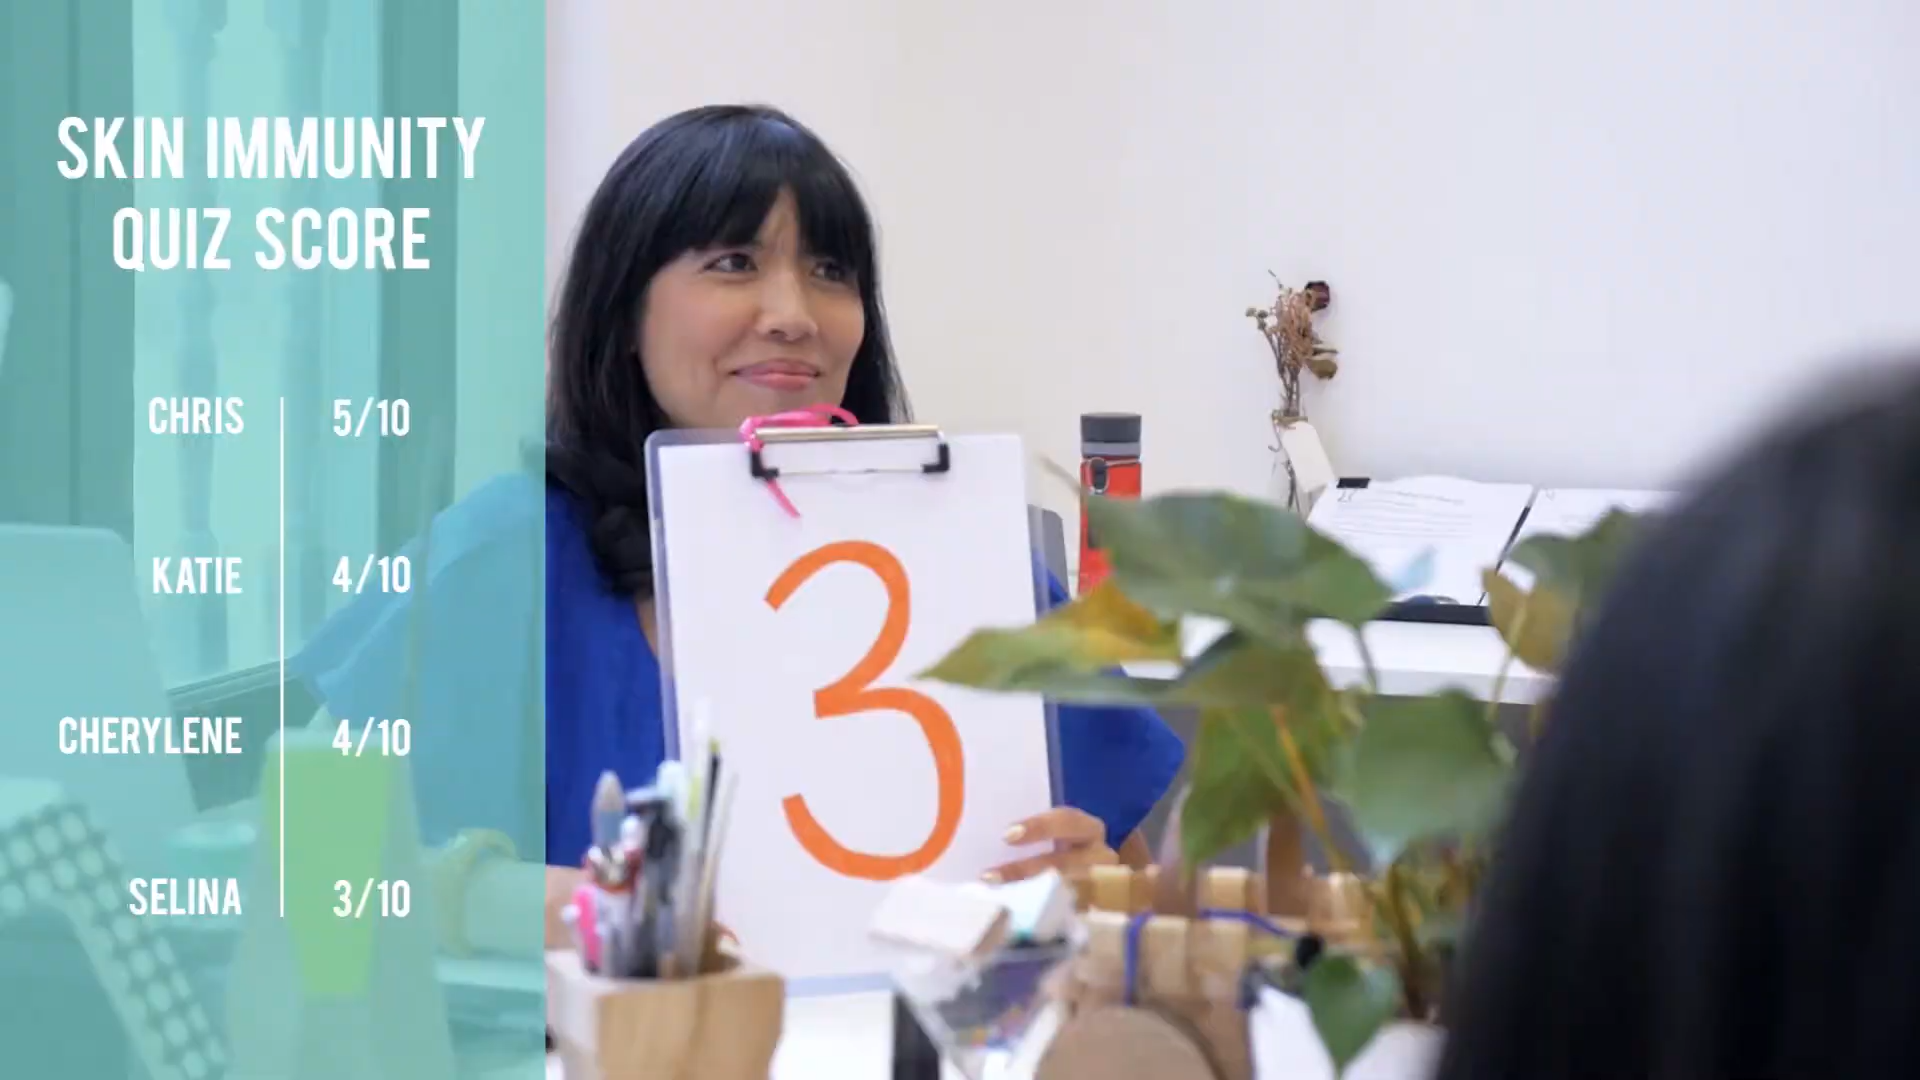 SKIN IMMUNITY
QUIZ SCORE
CHRIS 5/10
KATIE 4/10
CHERYLENE 4/10
SELINA 3/10
3